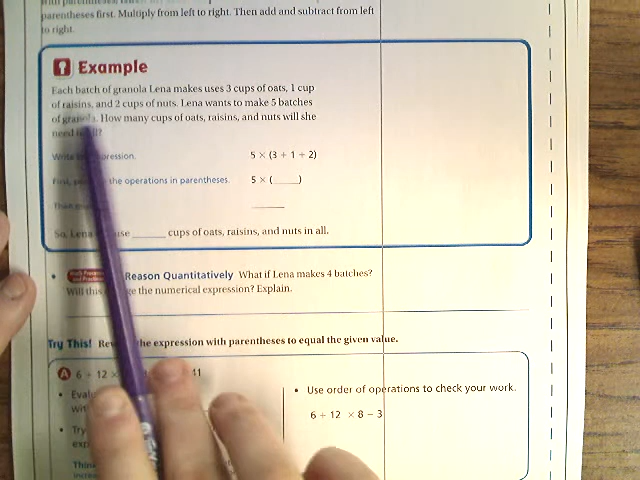 parentheses first. Multiply from left to right. Then add and subtract from left
to right.
Example
Each batch of granola Lena makes uses 3 cups of oats, 1 cup
of raisins, and 2 cups of nuts. Lena wants to make 5 batches
of granola. How many cups of oats, raisins, and nuts will she
need
Write
5 × (3 + 1 + 2)
First, the operations in parentheses.
5 × (____)
____
So, Lena use ____ cups of oats, raisins, and nuts in all.
Reason Quantitatively What if Lena makes 4 batches?
Will this the numerical expression? Explain.
Try This! the expression with parentheses to equal the given value.
A 6 + 12 × 11
• Use order of operations to check your work.
6 + 12 × 8 − 3
• Try